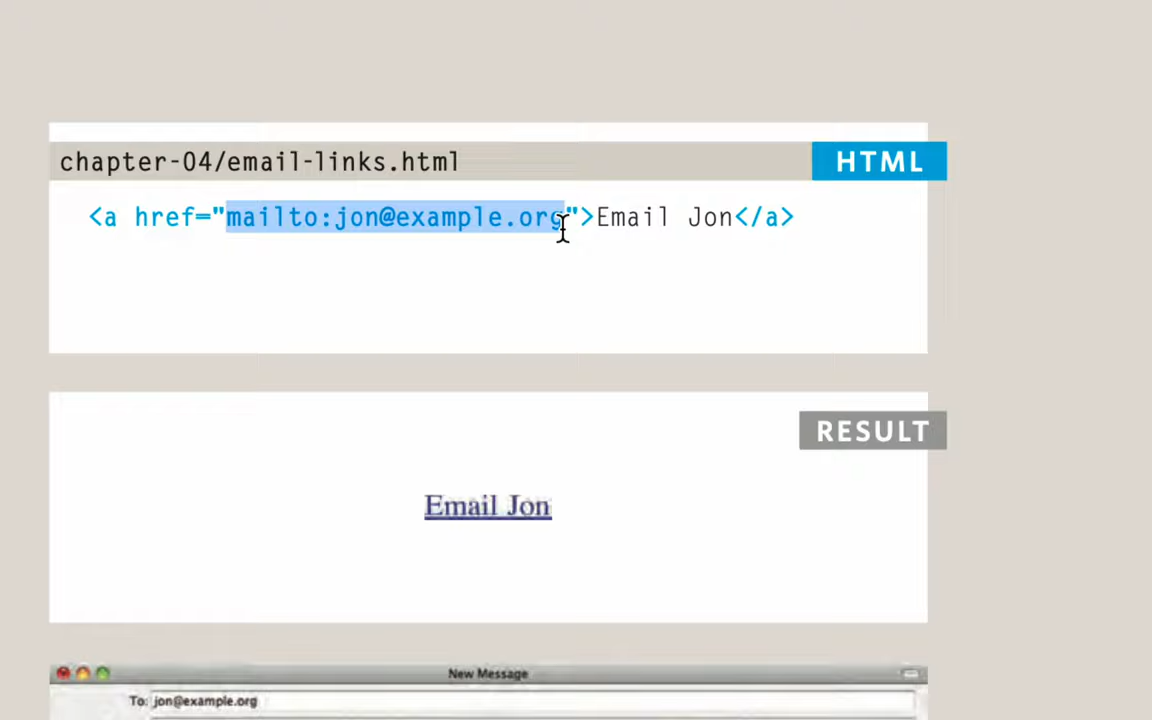 chapter-04/email-links.html
HTML
<a href="mailto:jon@example.org">Email Jon</a>
RESULT
Email Jon
New Message
To: jon@example.org